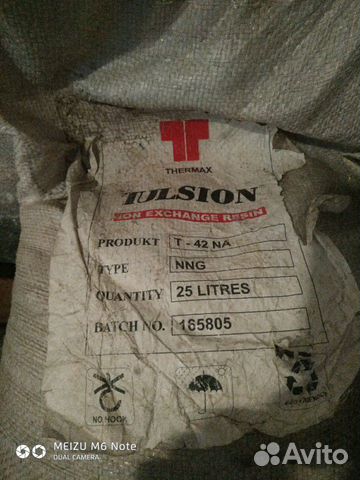 THERMAX
TULSION
ION EXCHANGE RESIN
PRODUKT T - 42 NA
TYPE NNG
QUANTITY 25 LITRES
BATCH NO. 165805
NO HOOK
MEIZU M6 Note
DUAL CAMERA
Avito